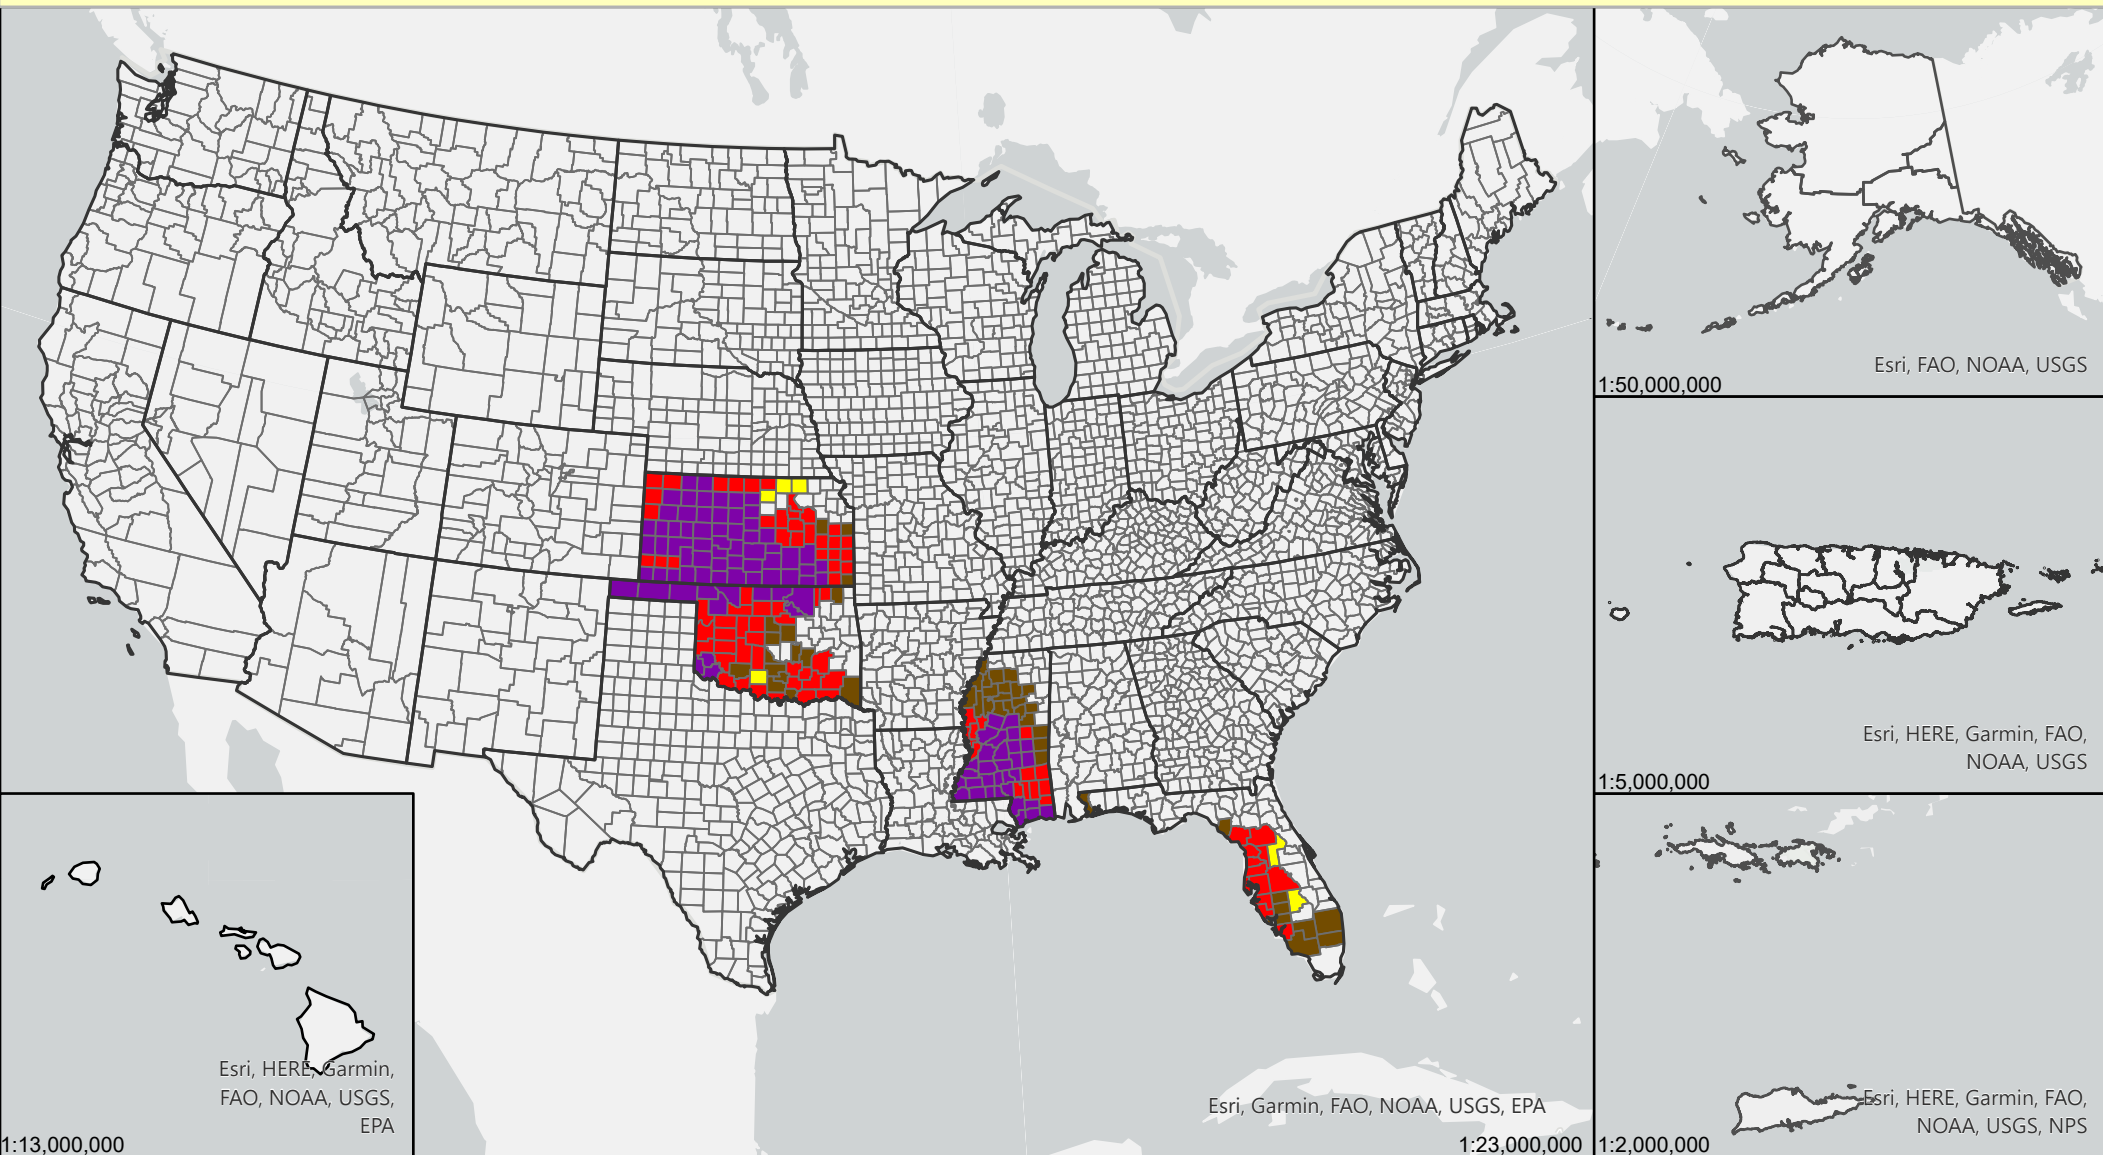 Esri, FAO, NOAA, USGS
1:50,000,000
Esri, HERE, Garmin, FAO,
NOAA, USGS
1:5,000,000
Esri, HERE, Garmin,
FAO, NOAA, USGS,
EPA
1:13,000,000
Esri, Garmin, FAO, NOAA, USGS, EPA
1:23,000,000
Esri, HERE, Garmin, FAO,
NOAA, USGS, NPS
1:2,000,000